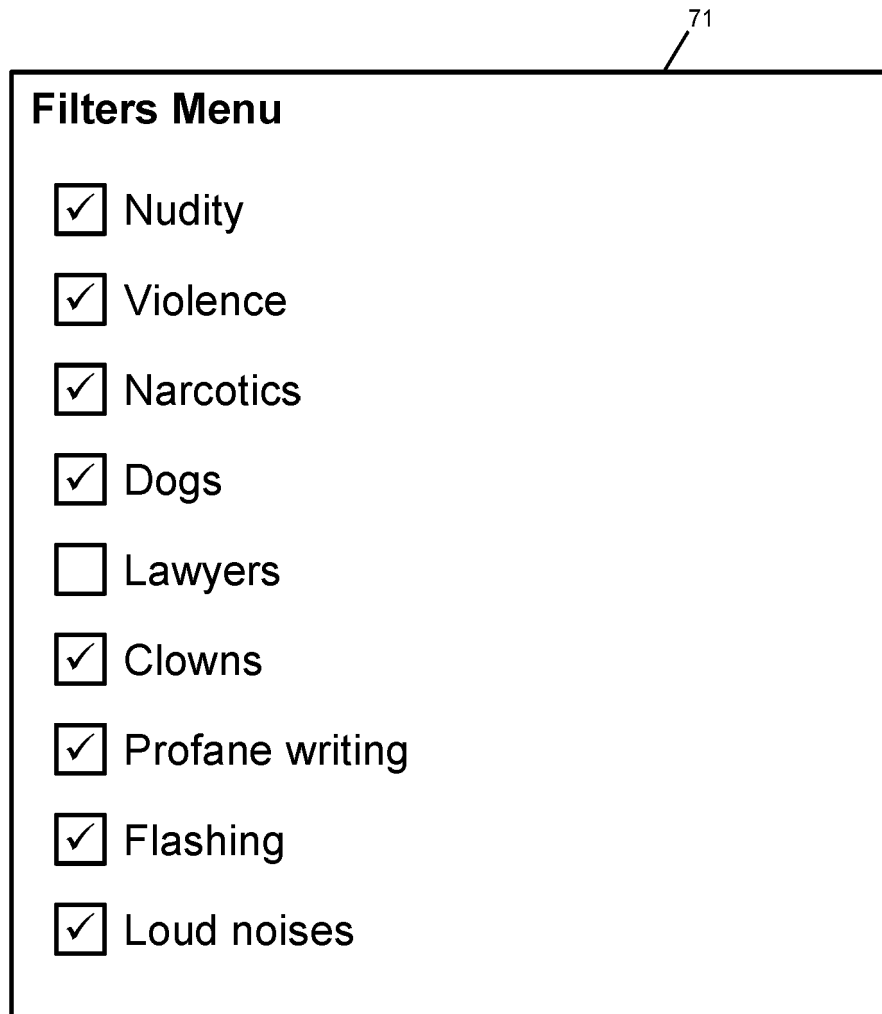 71
Filters Menu
Nudity
Violence
Narcotics
Dogs
Lawyers
Clowns
Profane writing
Flashing
Loud noises